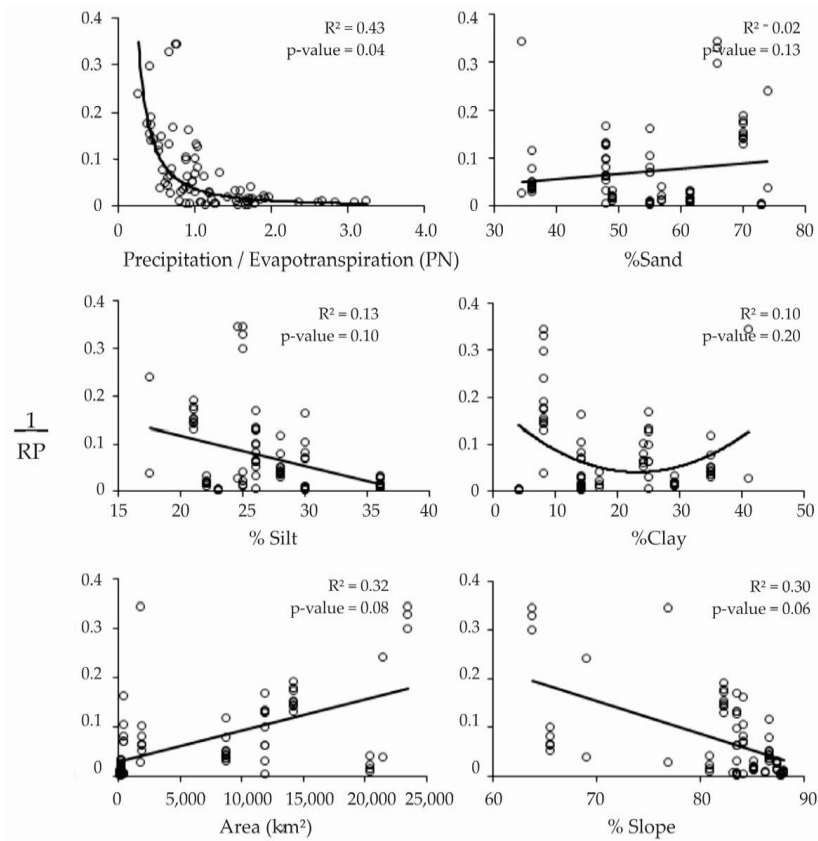 0.4
0.3
0.2
0.1
0
R² = 0.43
p-value = 0.04
0 1.0 2.0 3.0 4.0
Precipitation / Evapotranspiration (PN)
0.4
0.3
0.2
0.1
0
R² - 0.02
p-value = 0.13
30 40 50 60 70 80
%Sand
1
RP
0.4
0.3
0.2
0.1
0
R² = 0.13
p-value = 0.10
15 20 25 30 35 40
% Silt
0.4
0.3
0.2
0.1
0
R² = 0.10
p-value = 0.20
0 10 20 30 40 50
%Clay
0.4
0.3
0.2
0.1
0
R² = 0.32
p-value = 0.08
0 5,000 10,000 15,000 20,000 25,000
Area (km²)
0.4
0.3
0.2
0.1
0
R² = 0.30
p-value = 0.06
60 70 80 90
% Slope